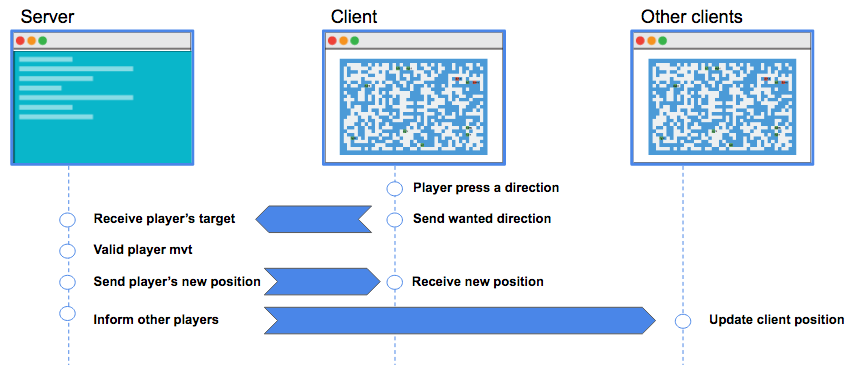 Server
Client
Other clients
Player press a direction
Receive player's target
Send wanted direction
Valid player mvt
Send player's new position
Receive new position
Inform other players
Update client position